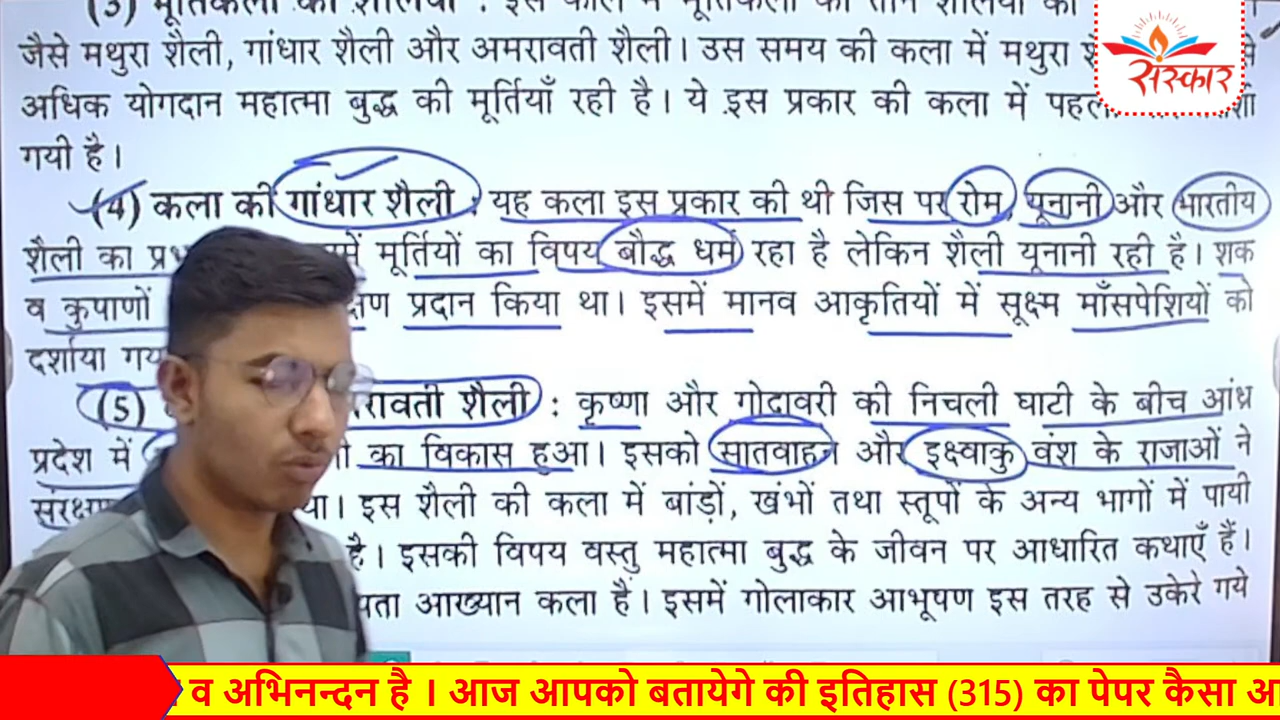 (3) मूर्तिकला की शैलियाँ : इस काल में मूर्तिकला की तीन शैलियों का
जैसे मथुरा शैली, गांधार शैली और अमरावती शैली। उस समय की कला में मथुरा
संस्कार
अधिक योगदान महात्मा बुद्ध की मूर्तियाँ रही है। ये इस प्रकार की कला में
गयी है।
(4) कला की गांधार शैली : यह कला इस प्रकार की थी जिस पर रोम, यूनानी और भारतीय
शैली का में मूर्तियों का विषय बौद्ध धर्म रहा है लेकिन शैली यूनानी रही है। शक
व कुषाणों प्रदान किया था। इसमें मानव आकृतियों में सूक्ष्म माँसपेशियों को
दर्शाया
(5) शैली : कृष्णा और गोदावरी की निचली घाटी के बीच आंध्र
प्रदेश में का विकास हुआ। इसको सातवाहन और इक्ष्वाकु वंश के राजाओं ने
था। इस शैली की कला में बांड़ों, खंभों तथा स्तूपों के अन्य भागों में पायी
है। इसकी विषय वस्तु महात्मा बुद्ध के जीवन पर आधारित कथाएँ हैं।
आख्यान कला हैं। इसमें गोलाकार आभूषण इस तरह से उकेरे गये
व अभिनन्दन है । आज आपको बतायेगे की इतिहास (315) का पेपर कैसा